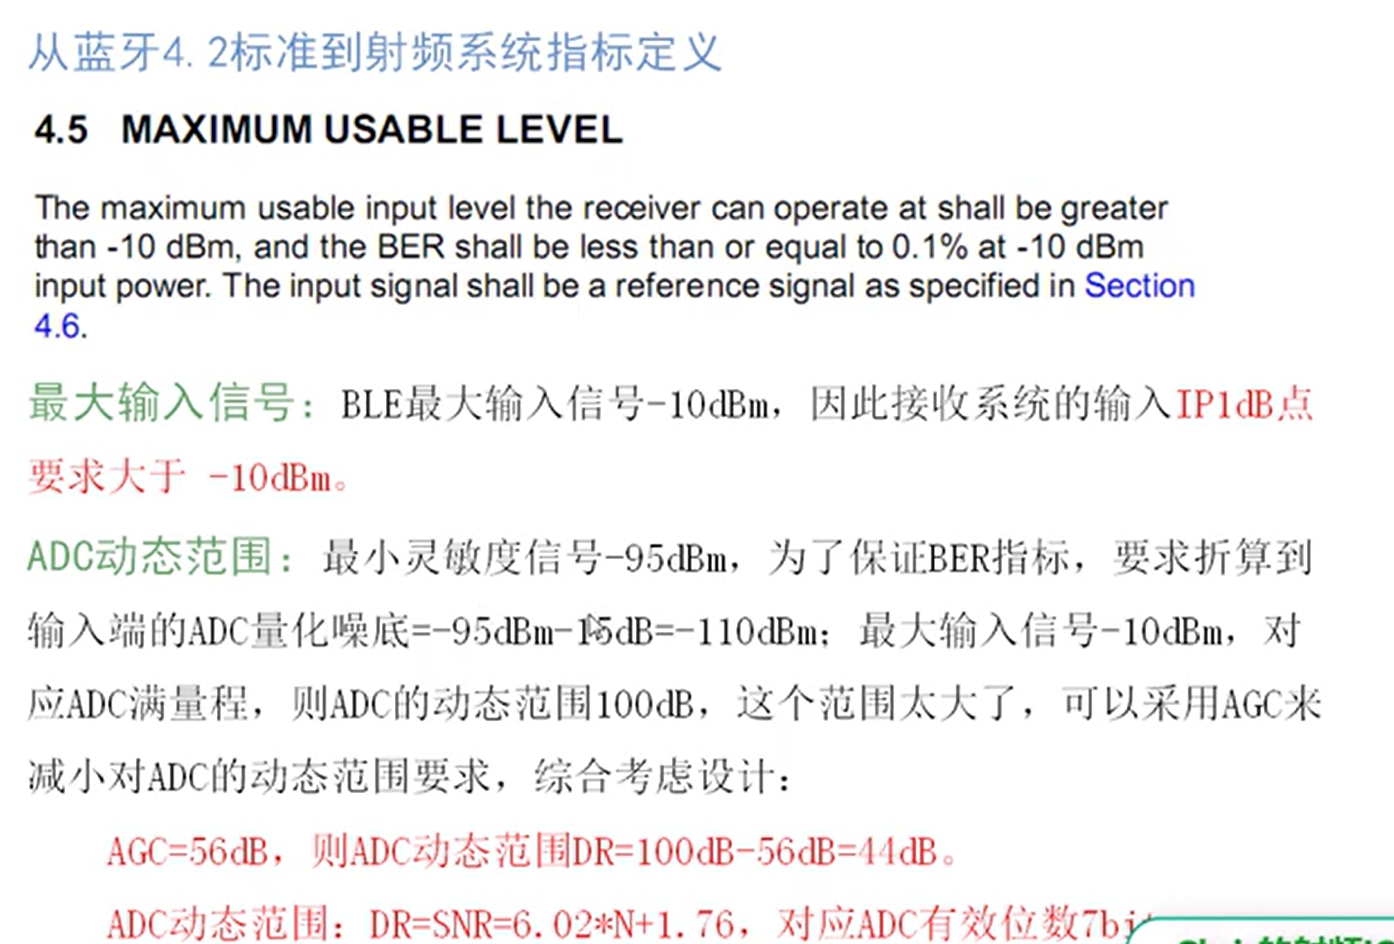 从蓝牙4.2标准到射频系统指标定义
4.5 MAXIMUM USABLE LEVEL
The maximum usable input level the receiver can operate at shall be greater
than -10 dBm, and the BER shall be less than or equal to 0.1% at -10 dBm
input power. The input signal shall be a reference signal as specified in Section
4.6.
最大输入信号：BLE最大输入信号-10dBm，因此接收系统的输入IP1dB点
要求大于 -10dBm。
ADC动态范围：最小灵敏度信号-95dBm，为了保证BER指标，要求折算到
输入端的ADC量化噪底=-95dBm-15dB=-110dBm；最大输入信号-10dBm，对
应ADC满量程，则ADC的动态范围100dB，这个范围太大了，可以采用AGC来
减小对ADC的动态范围要求，综合考虑设计：
AGC=56dB，则ADC动态范围DR=100dB-56dB=44dB。
ADC动态范围：DR=SNR=6.02*N+1.76，对应ADC有效位数7bit